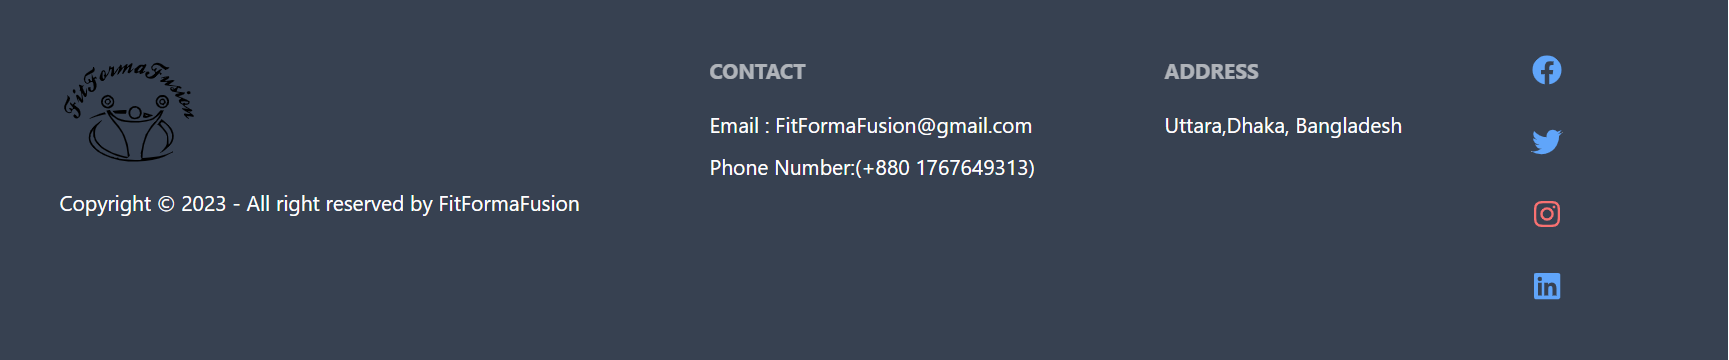 FitFormaFusion
Copyright © 2023 - All right reserved by FitFormaFusion
CONTACT
Email : FitFormaFusion@gmail.com
Phone Number:(+880 1767649313)
ADDRESS
Uttara,Dhaka, Bangladesh